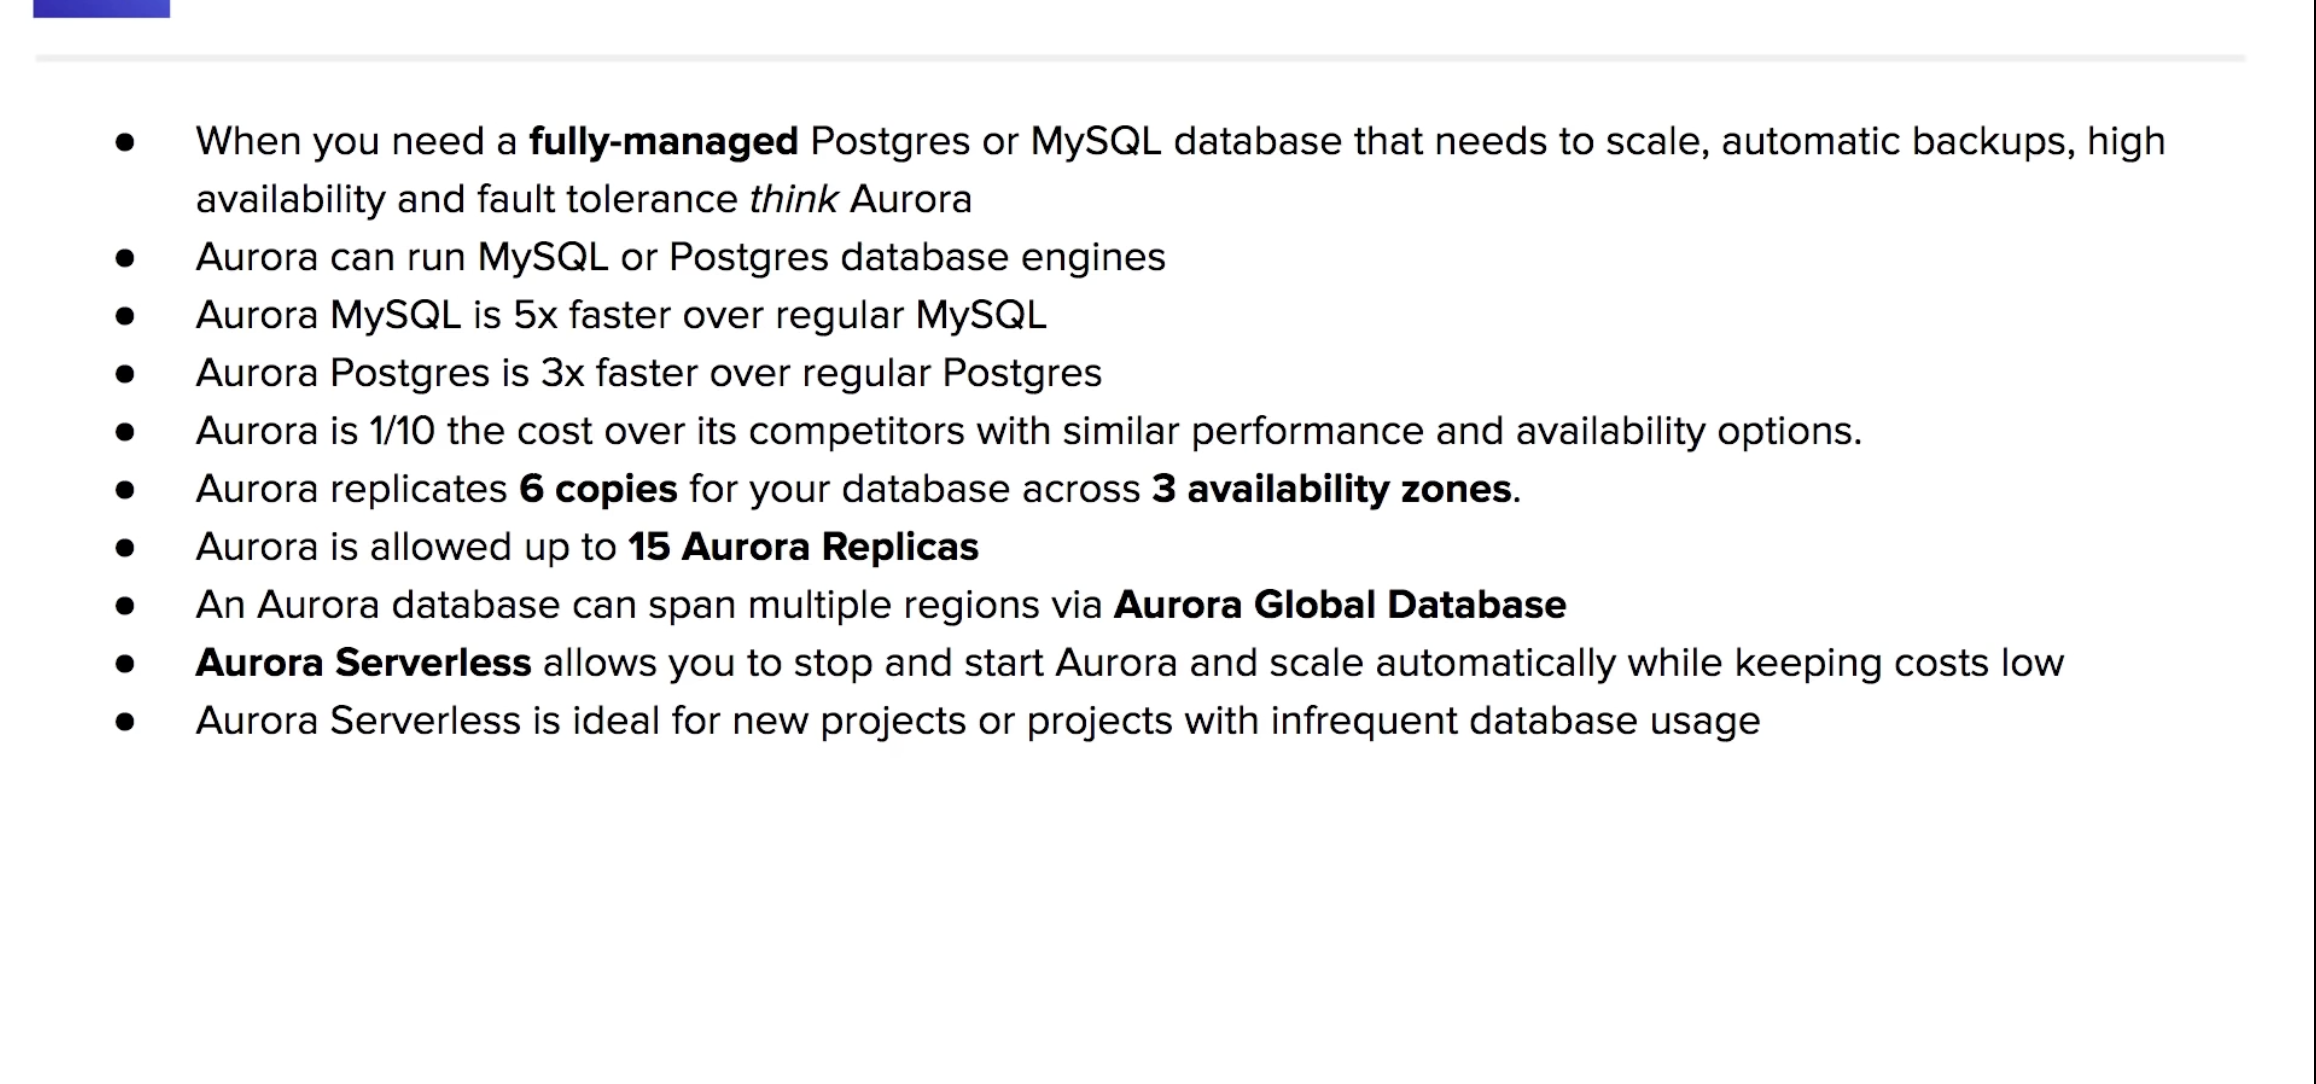 ● When you need a fully-managed Postgres or MySQL database that needs to scale, automatic backups, high
availability and fault tolerance think Aurora
● Aurora can run MySQL or Postgres database engines
● Aurora MySQL is 5x faster over regular MySQL
● Aurora Postgres is 3x faster over regular Postgres
● Aurora is 1/10 the cost over its competitors with similar performance and availability options.
● Aurora replicates 6 copies for your database across 3 availability zones.
● Aurora is allowed up to 15 Aurora Replicas
● An Aurora database can span multiple regions via Aurora Global Database
● Aurora Serverless allows you to stop and start Aurora and scale automatically while keeping costs low
● Aurora Serverless is ideal for new projects or projects with infrequent database usage